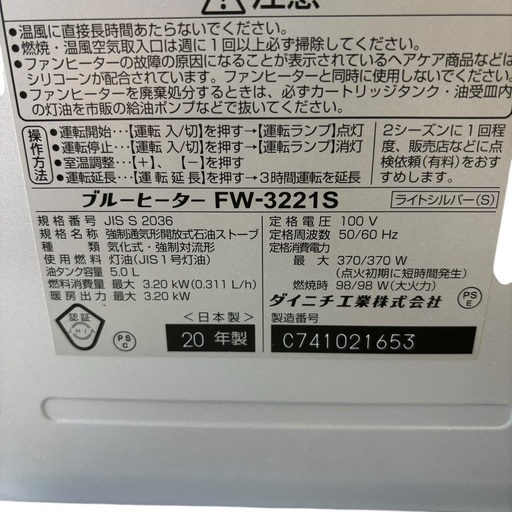 注意
●温風に直接長時間あたらないでください。
●燃焼・温風空気取入口は週に1回以上必ず掃除してください。
●ファンヒーターの故障の原因になることが表示されているヘアケア商品などは
シリコーンが配合されています。ファンヒーターと同時に使用しないでください。
●ファンヒーターを廃棄処分するときは、必ずカートリッジタンク・油受皿内
の灯油を市販の給油ポンプなどで抜いてください。
操作方法
●運転開始…【運転 入/切】を押す→【運転ランプ】点灯
●運転停止…【運転 入/切】を押す→【運転ランプ】消灯
●室温調整…【+】、【-】を押す
●運転延長…【運転延長】を押す→3時間運転を延長
2シーズンに1回程
度、販売店などで点
検依頼(有料)をおす
すめします。
ブルーヒーター FW-3221S
ライトシルバー(S)
規格番号 JIS S 2036
規格名称 強制通気形開放式石油ストーブ
種類 気化式・強制対流形
使用燃料 灯油(JIS1号灯油)
油タンク容量 5.0 L
燃料消費量 最大 3.20 kW(0.311 L/h)
暖房出力 最大 3.20 kW
定格電圧 100 V
定格周波数 50/60 Hz
定格消費電力
最大 370/370 W
(点火初期に短時間発生)
燃焼時 98/98 W(大火力)
ダイニチ工業株式会社
PS E
認証
JHIA
PS C
<日本製>
20 年製
製造番号
C741021653